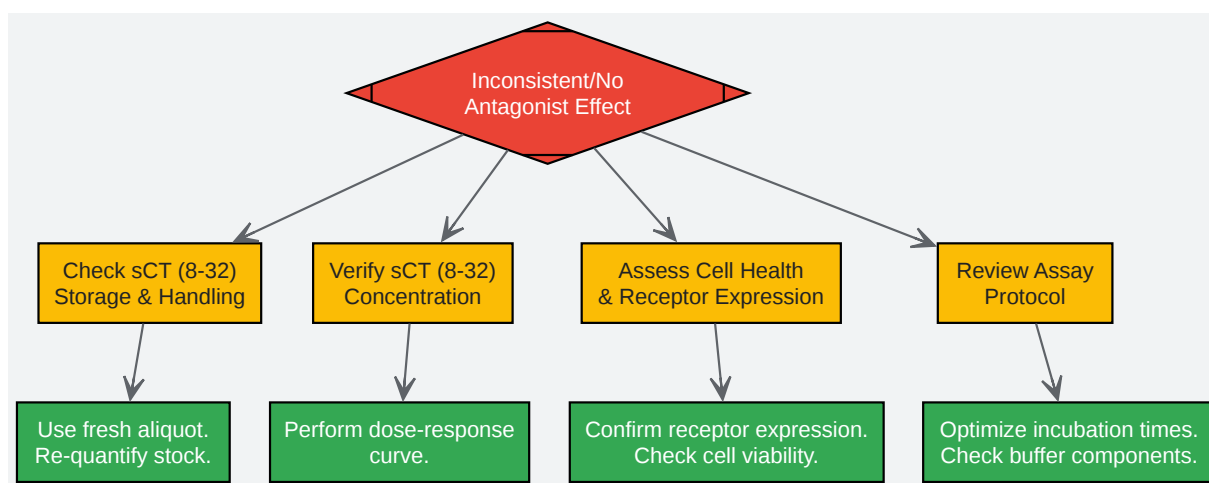 Inconsistent/No
Antagonist Effect
Check sCT (8-32)
Storage & Handling
Verify sCT (8-32)
Concentration
Assess Cell Health
& Receptor Expression
Review Assay
Protocol
Use fresh aliquot.
Re-quantify stock.
Perform dose-response
curve.
Confirm receptor expression.
Check cell viability.
Optimize incubation times.
Check buffer components.